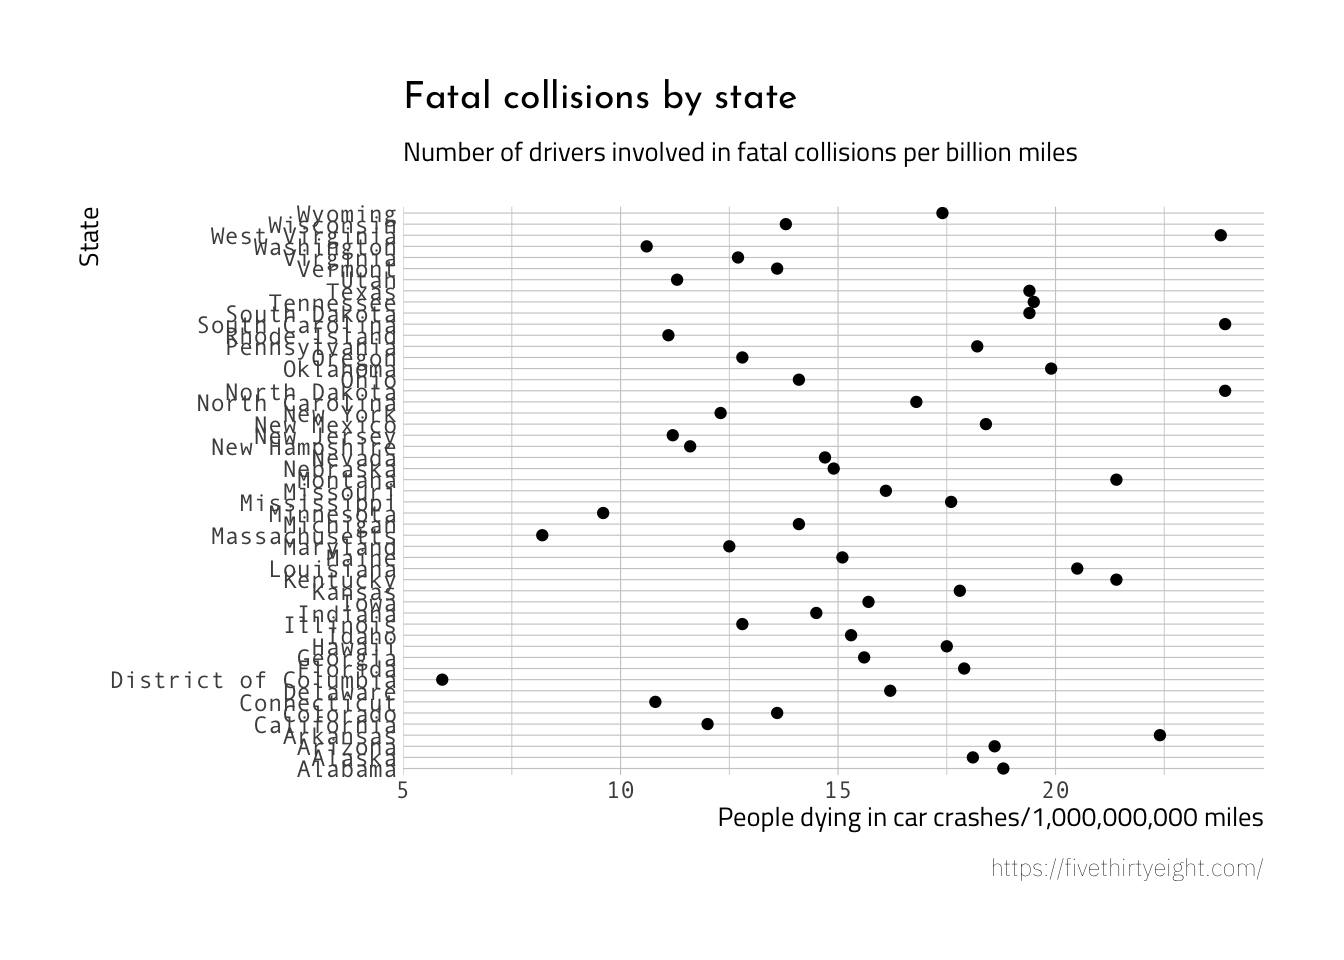 Fatal collisions by state
Number of drivers involved in fatal collisions per billion miles
State
Wyoming
Wisconsin
West Virginia
Washington
Virginia
Vermont
Utah
Texas
Tennessee
South Dakota
South Carolina
Rhode Island
Pennsylvania
Oregon
Oklahoma
Ohio
North Dakota
North Carolina
New York
New Mexico
New Jersey
New Hampshire
Nevada
Nebraska
Montana
Missouri
Mississippi
Minnesota
Michigan
Massachusetts
Maryland
Maine
Louisiana
Kentucky
Kansas
Iowa
Indiana
Illinois
Idaho
Hawaii
Georgia
Florida
District of Columbia
Delaware
Connecticut
Colorado
California
Arkansas
Arizona
Alaska
Alabama
5 10 15 20
People dying in car crashes/1,000,000,000 miles
https://fivethirtyeight.com/